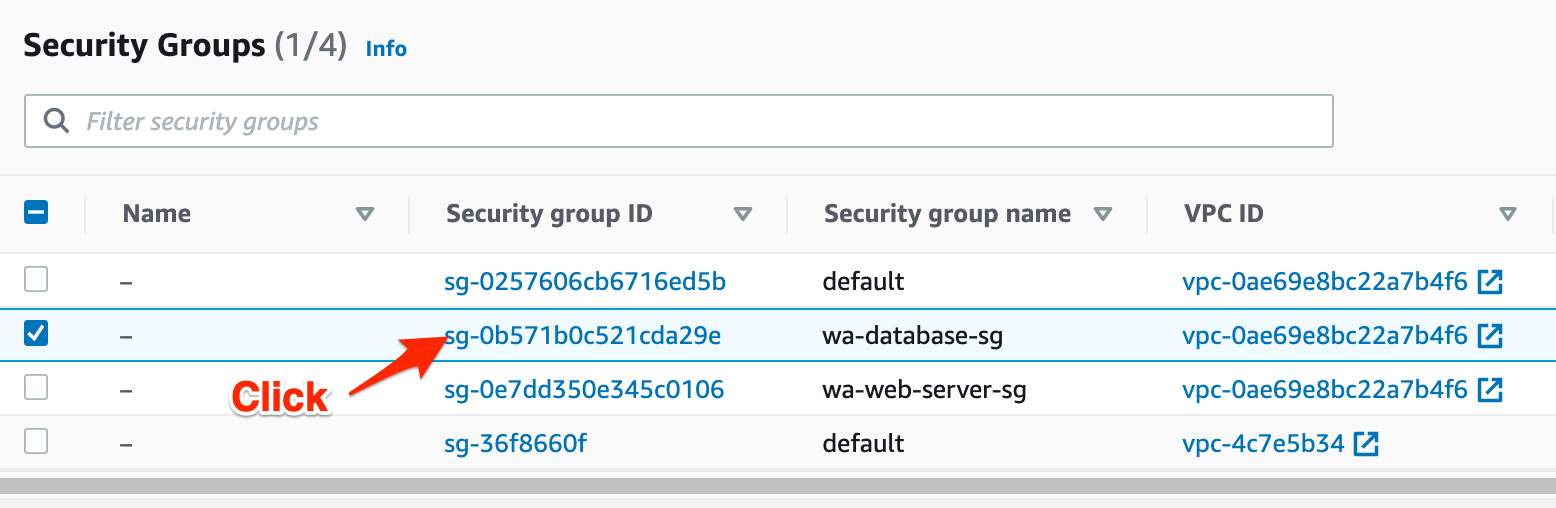 Security Groups (1/4) Info
Filter security groups
Name Security group ID Security group name VPC ID
– sg-0257606cb6716ed5b default vpc-0ae69e8bc22a7b4f6
– sg-0b571b0c521cda29e wa-database-sg vpc-0ae69e8bc22a7b4f6
Click
– sg-0e7dd350e345c0106 wa-web-server-sg vpc-0ae69e8bc22a7b4f6
– sg-36f8660f default vpc-4c7e5b34